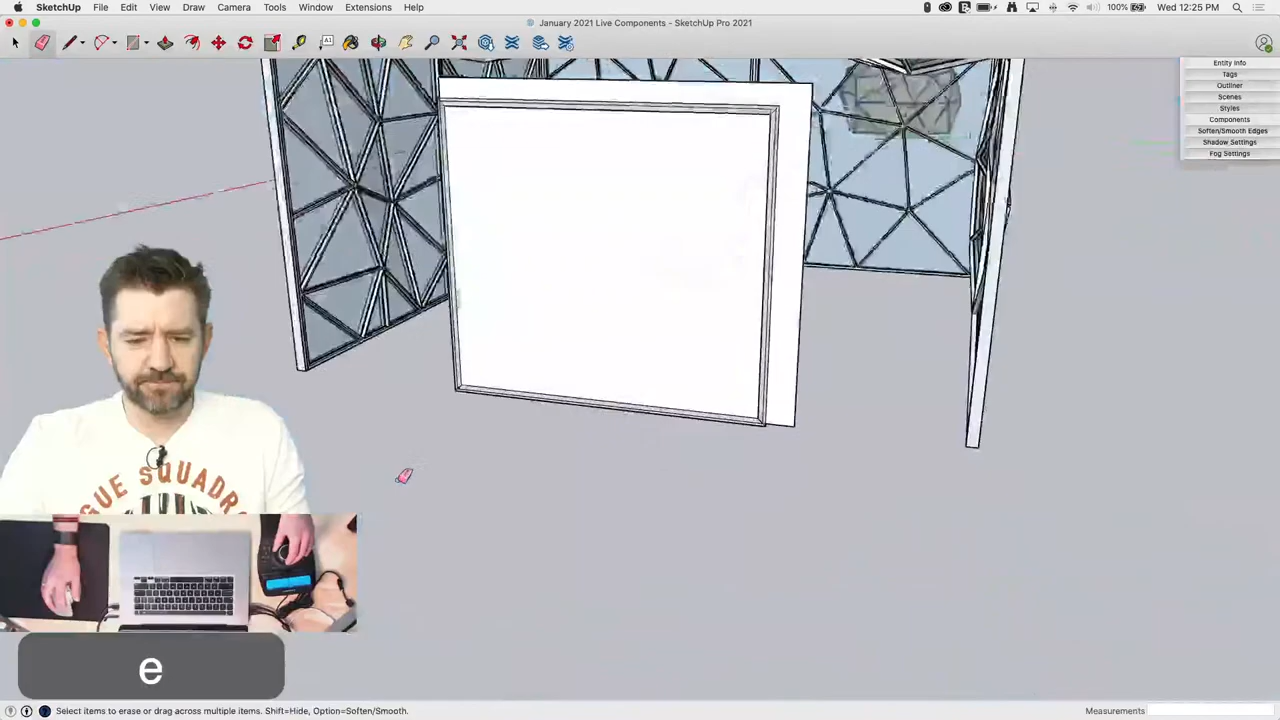 SketchUp File Edit View Draw Camera Tools Window Extensions Help
100%
Wed 12:25 PM
January 2021 Live Components - SketchUp Pro 2021
Entity Info
Tags
Outliner
Scenes
Styles
Components
Soften/Smooth Edges
Shadow Settings
Fog Settings
GUE SQUADR
e
Select items to erase or drag across multiple items. Shift=Hide, Option=Soften/Smooth.
Measurements